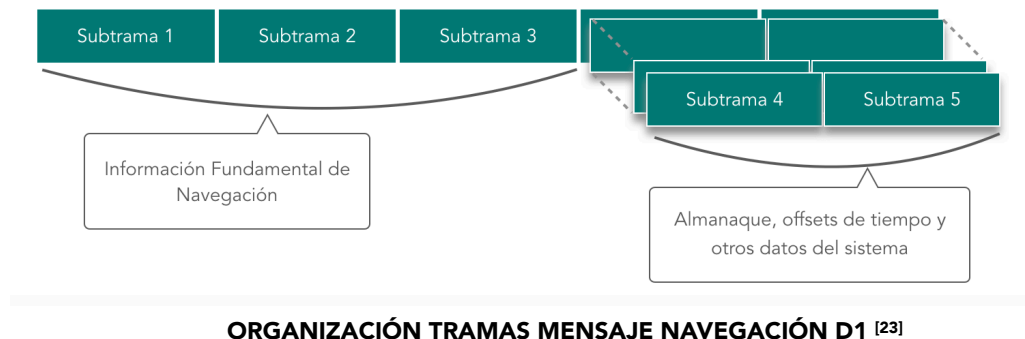 Subtrama 1 Subtrama 2 Subtrama 3
Subtrama 4 Subtrama 5
Información Fundamental de
Navegación
Almanaque, offsets de tiempo y
otros datos del sistema
ORGANIZACIÓN TRAMAS MENSAJE NAVEGACIÓN D1 [23]